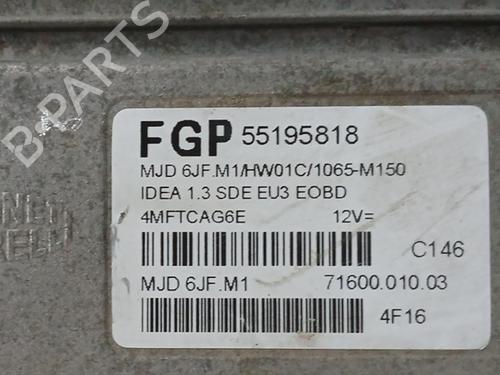 B-PARTS
FGP 55195818
MJD 6JF.M1/HW01C/1065-M150
IDEA 1.3 SDE EU3 EOBD
4MFTCAG6E 12V=
C146
MJD 6JF.M1 71600.010.03
4F16